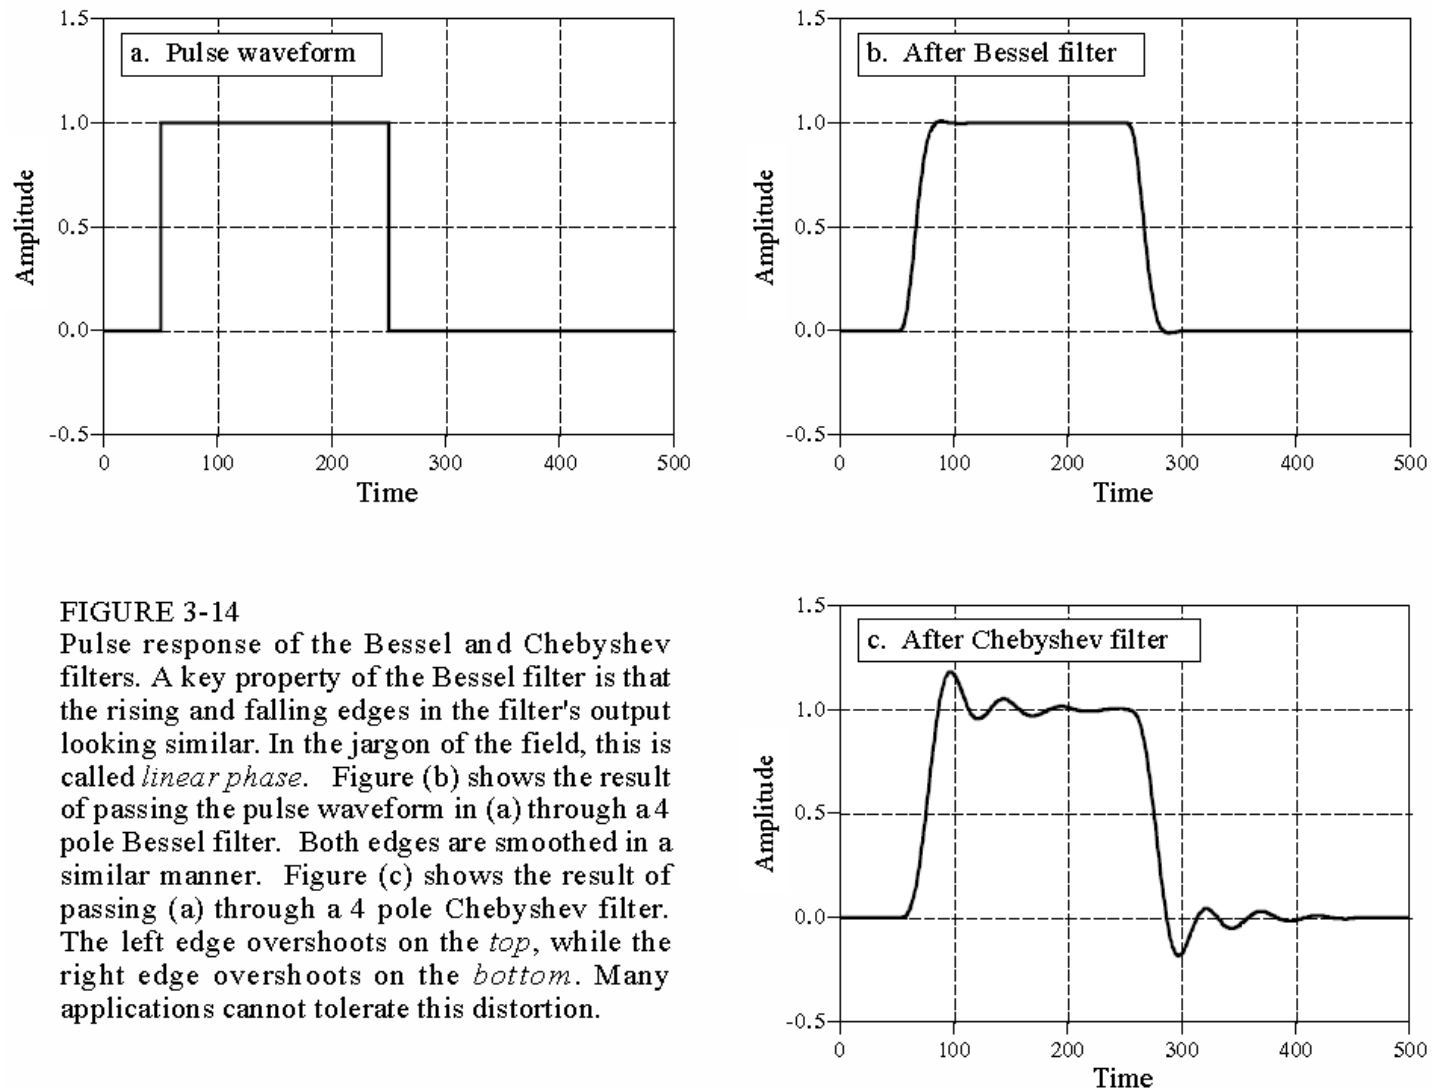 a. Pulse waveform
1.5
1.0
0.5
0.0
-0.5
Amplitude
0 100 200 300 400 500
Time
b. After Bessel filter
1.5
1.0
0.5
0.0
-0.5
Amplitude
0 100 200 300 400 500
Time
FIGURE 3-14
Pulse response of the Bessel and Chebyshev
filters. A key property of the Bessel filter is that
the rising and falling edges in the filter's output
looking similar. In the jargon of the field, this is
called linear phase. Figure (b) shows the result
of passing the pulse waveform in (a) through a 4
pole Bessel filter. Both edges are smoothed in a
similar manner. Figure (c) shows the result of
passing (a) through a 4 pole Chebyshev filter.
The left edge overshoots on the top, while the
right edge overshoots on the bottom. Many
applications cannot tolerate this distortion.
c. After Chebyshev filter
1.5
1.0
0.5
0.0
-0.5
Amplitude
0 100 200 300 400 500
Time